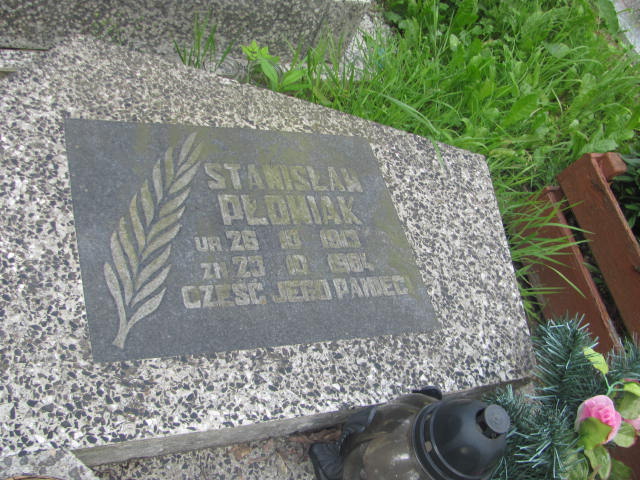 STANISŁAW
PŁONIAK
UR 26 10 1913
ZM 23 10 1984
CZEŚĆ JEGO PAMIĘCI